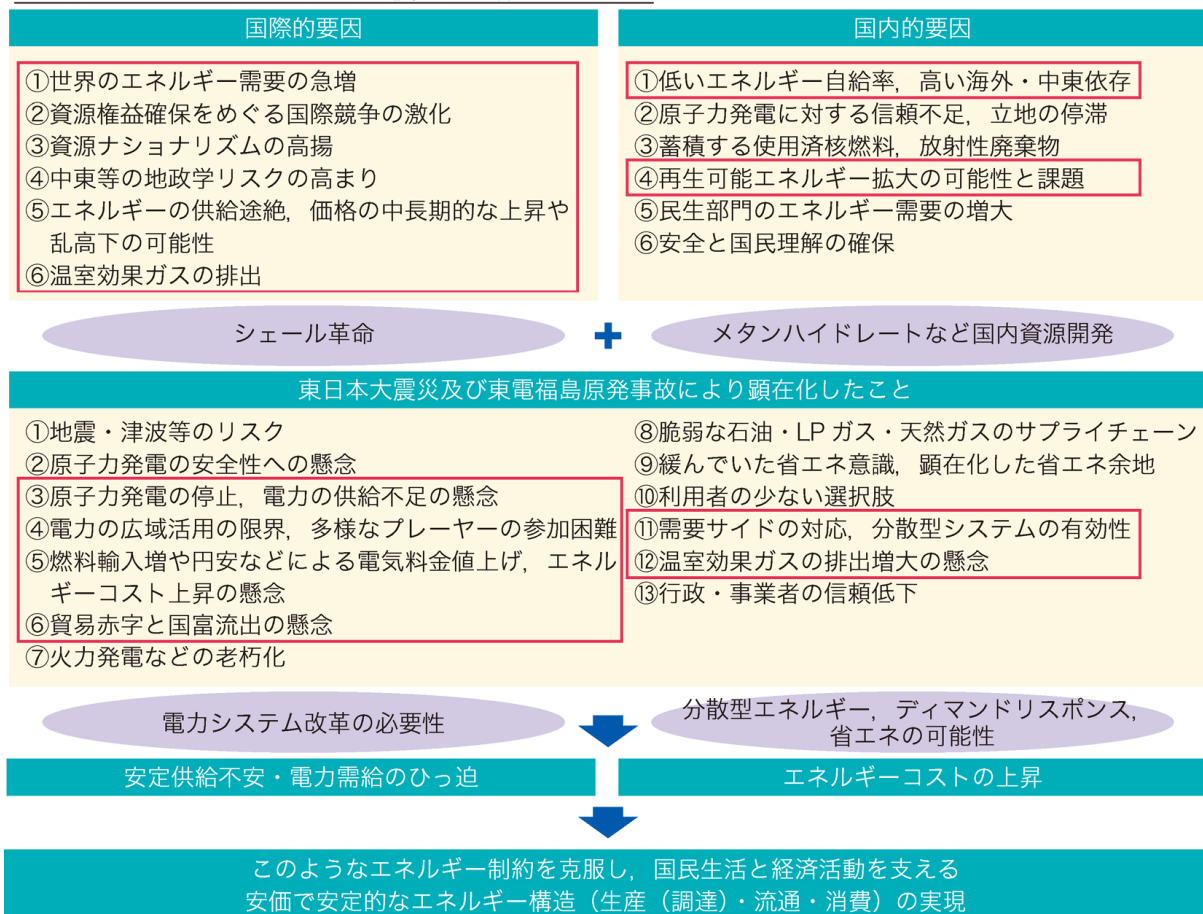 国際的要因
①世界のエネルギー需要の急増
②資源権益確保をめぐる国際競争の激化
③資源ナショナリズムの高揚
④中東等の地政学リスクの高まり
⑤エネルギーの供給途絶，価格の中長期的な上昇や
乱高下の可能性
⑥温室効果ガスの排出
国内的要因
①低いエネルギー自給率，高い海外・中東依存
②原子力発電に対する信頼不足，立地の停滞
③蓄積する使用済核燃料，放射性廃棄物
④再生可能エネルギー拡大の可能性と課題
⑤民生部門のエネルギー需要の増大
⑥安全と国民理解の確保
シェール革命
+
メタンハイドレートなど国内資源開発
東日本大震災及び東電福島原発事故により顕在化したこと
①地震・津波等のリスク
②原子力発電の安全性への懸念
③原子力発電の停止，電力の供給不足の懸念
④電力の広域活用の限界，多様なプレーヤーの参加困難
⑤燃料輸入増や円安などによる電気料金値上げ，エネル
ギーコスト上昇の懸念
⑥貿易赤字と国富流出の懸念
⑦火力発電などの老朽化
⑧脆弱な石油・LPガス・天然ガスのサプライチェーン
⑨緩んでいた省エネ意識，顕在化した省エネ余地
⑩利用者の少ない選択肢
⑪需要サイドの対応，分散型システムの有効性
⑫温室効果ガスの排出増大の懸念
⑬行政・事業者の信頼低下
電力システム改革の必要性
分散型エネルギー，ディマンドリスポンス，
省エネの可能性
安定供給不安・電力需給のひっ迫
エネルギーコストの上昇
このようなエネルギー制約を克服し，国民生活と経済活動を支える
安価で安定的なエネルギー構造（生産（調達）・流通・消費）の実現